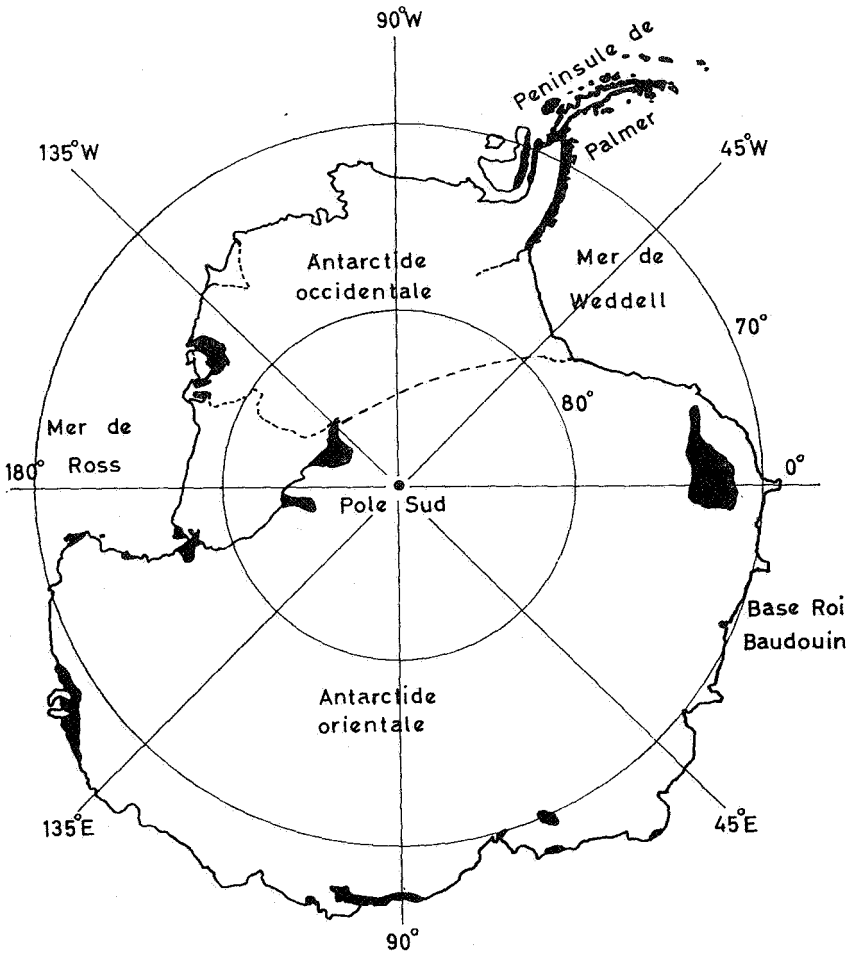 90°W
Peninsule de
Palmer
135°W
45°W
Antarctide
occidentale
Mer de
Weddell
70°
80°
Mer de
Ross
180°
0°
Pole Sud
Base Roi
Baudouin
Antarctide
orientale
135°E
45°E
90°